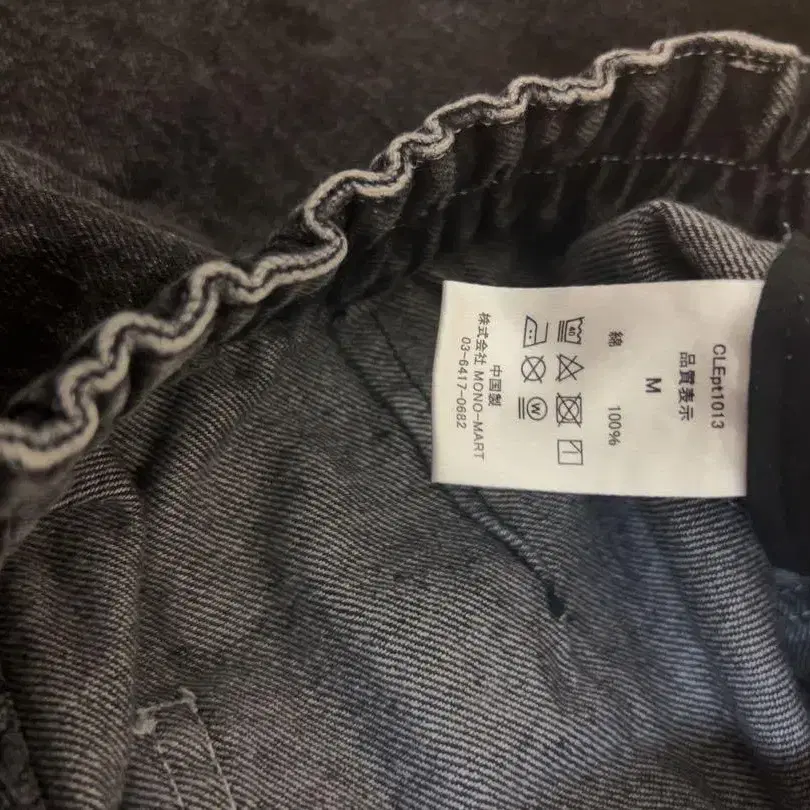 CLEpt1013
品質表示
M
綿 100%
40
W
中国製
株式会社 MONO-MART
03-6417-0682